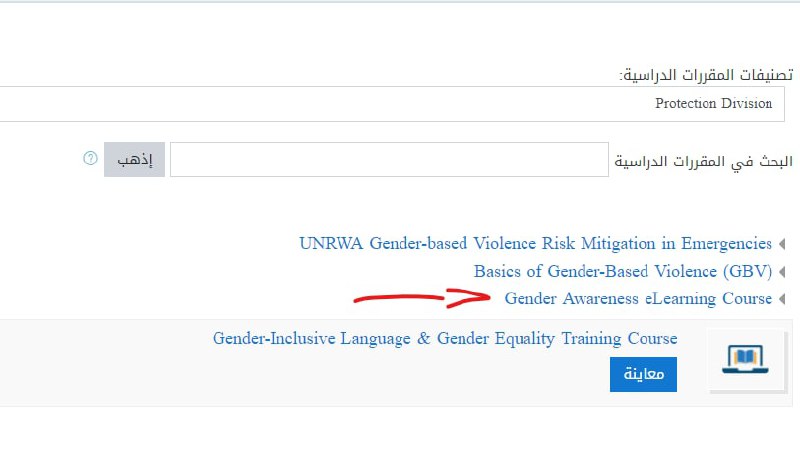 تصنيفات المقررات الدراسية:
Protection Division
البحث في المقررات الدراسية
إذهب
?
UNRWA Gender-based Violence Risk Mitigation in Emergencies
Basics of Gender-Based Violence (GBV)
Gender Awareness eLearning Course
Gender-Inclusive Language & Gender Equality Training Course
معاينة